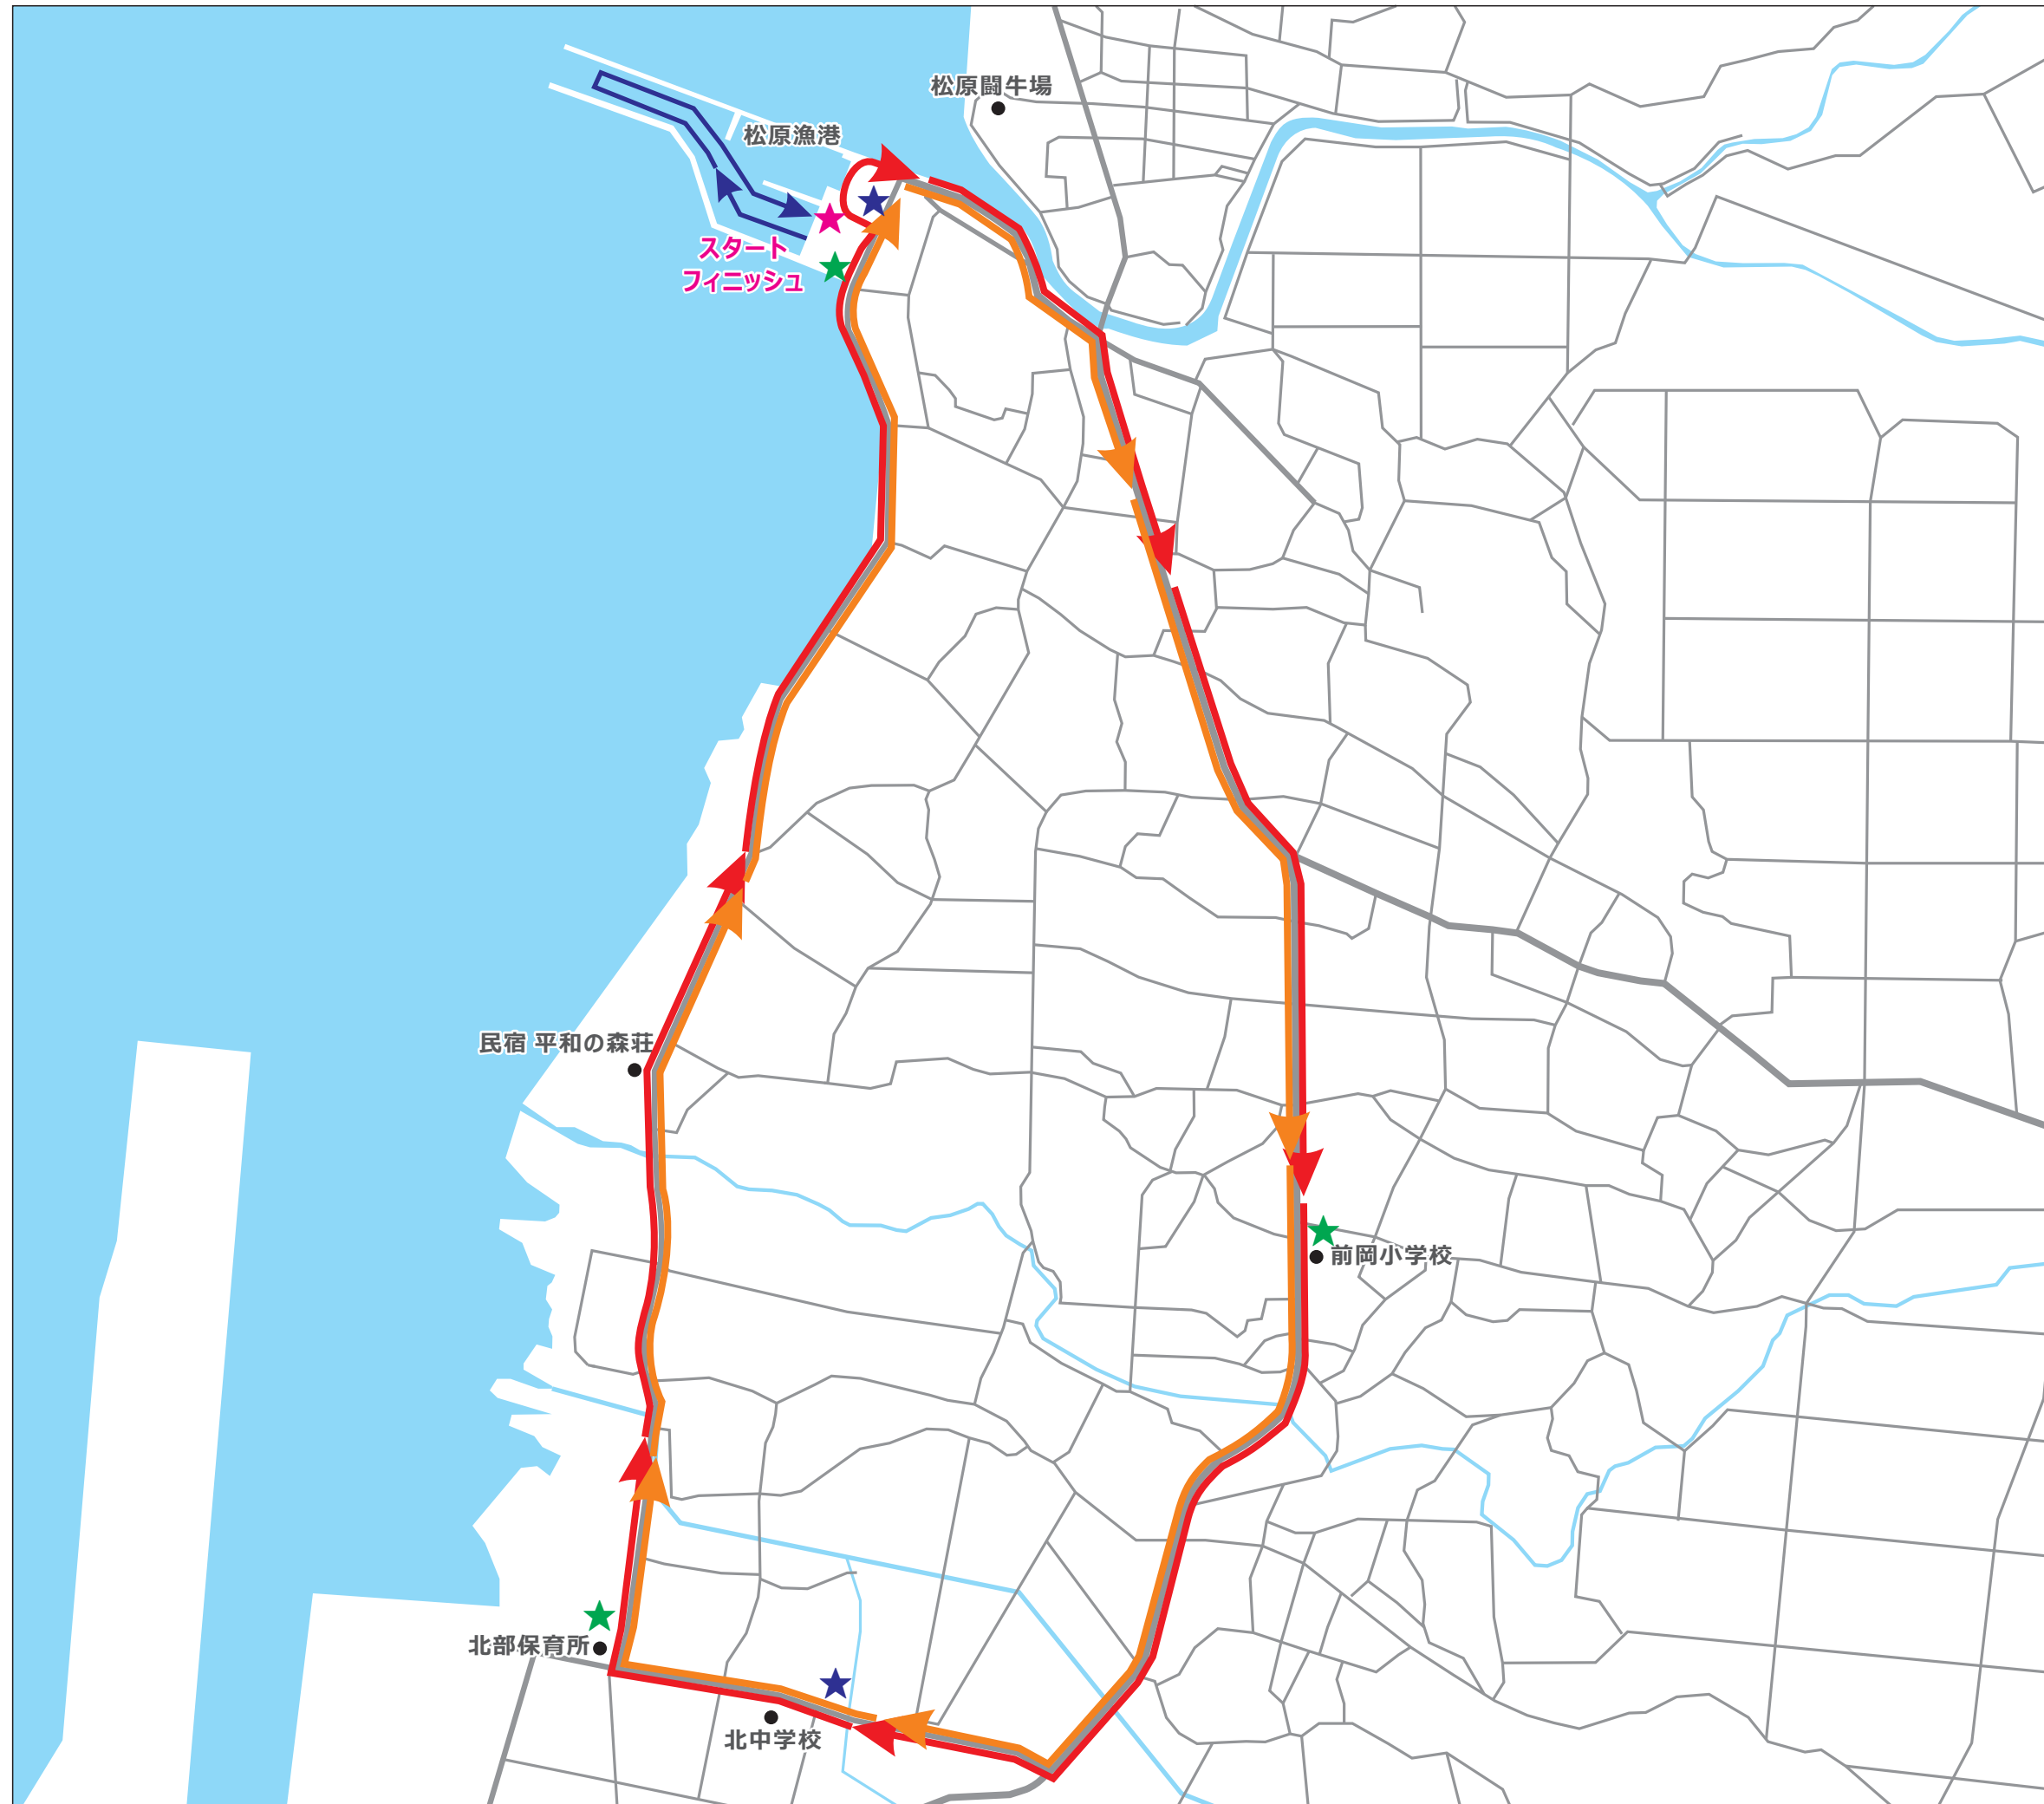 松原闘牛場
松原漁港
スタート
フィニッシュ
民宿 平和の森荘
前岡小学校
北部保育所
北中学校